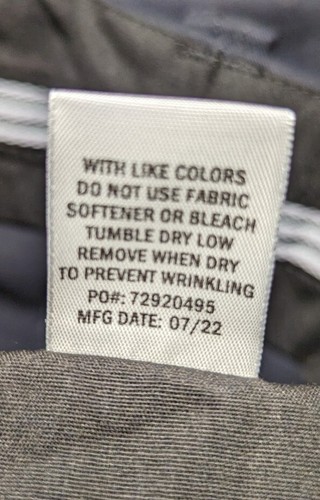 WITH LIKE COLORS
DO NOT USE FABRIC
SOFTENER OR BLEACH
TUMBLE DRY LOW
REMOVE WHEN DRY
TO PREVENT WRINKLING
PO#: 72920495
MFG DATE: 07/22